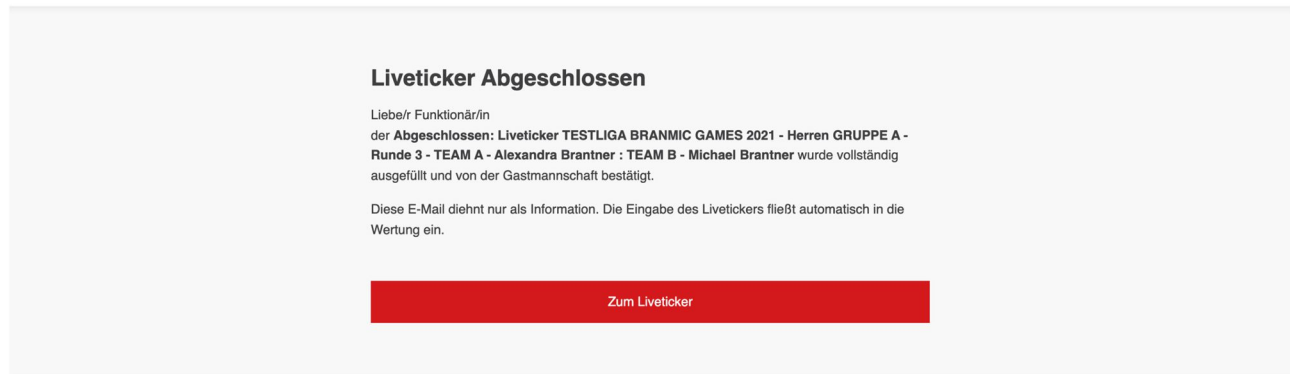 Liveticker Abgeschlossen
Liebe/r Funktionär/in
der Abgeschlossen: Liveticker TESTLIGA BRANMIC GAMES 2021 - Herren GRUPPE A -
Runde 3 - TEAM A - Alexandra Brantner : TEAM B - Michael Brantner wurde vollständig
ausgefüllt und von der Gastmannschaft bestätigt.
Diese E-Mail diehnt nur als Information. Die Eingabe des Livetickers fließt automatisch in die
Wertung ein.
Zum Liveticker